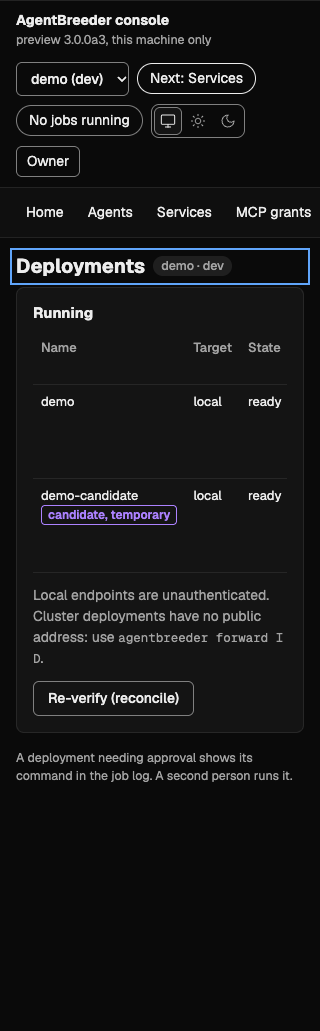 AgentBreeder console
preview 3.0.0a3, this machine only
demo (dev)
Next: Services
No jobs running
Owner
Home Agents Services MCP grants
Deployments demo · dev
Running
Name Target State
demo local ready
demo-candidate local ready
candidate, temporary
Local endpoints are unauthenticated.
Cluster deployments have no public
address: use agentbreeder forward I
D.
Re-verify (reconcile)
A deployment needing approval shows its
command in the job log. A second person runs it.